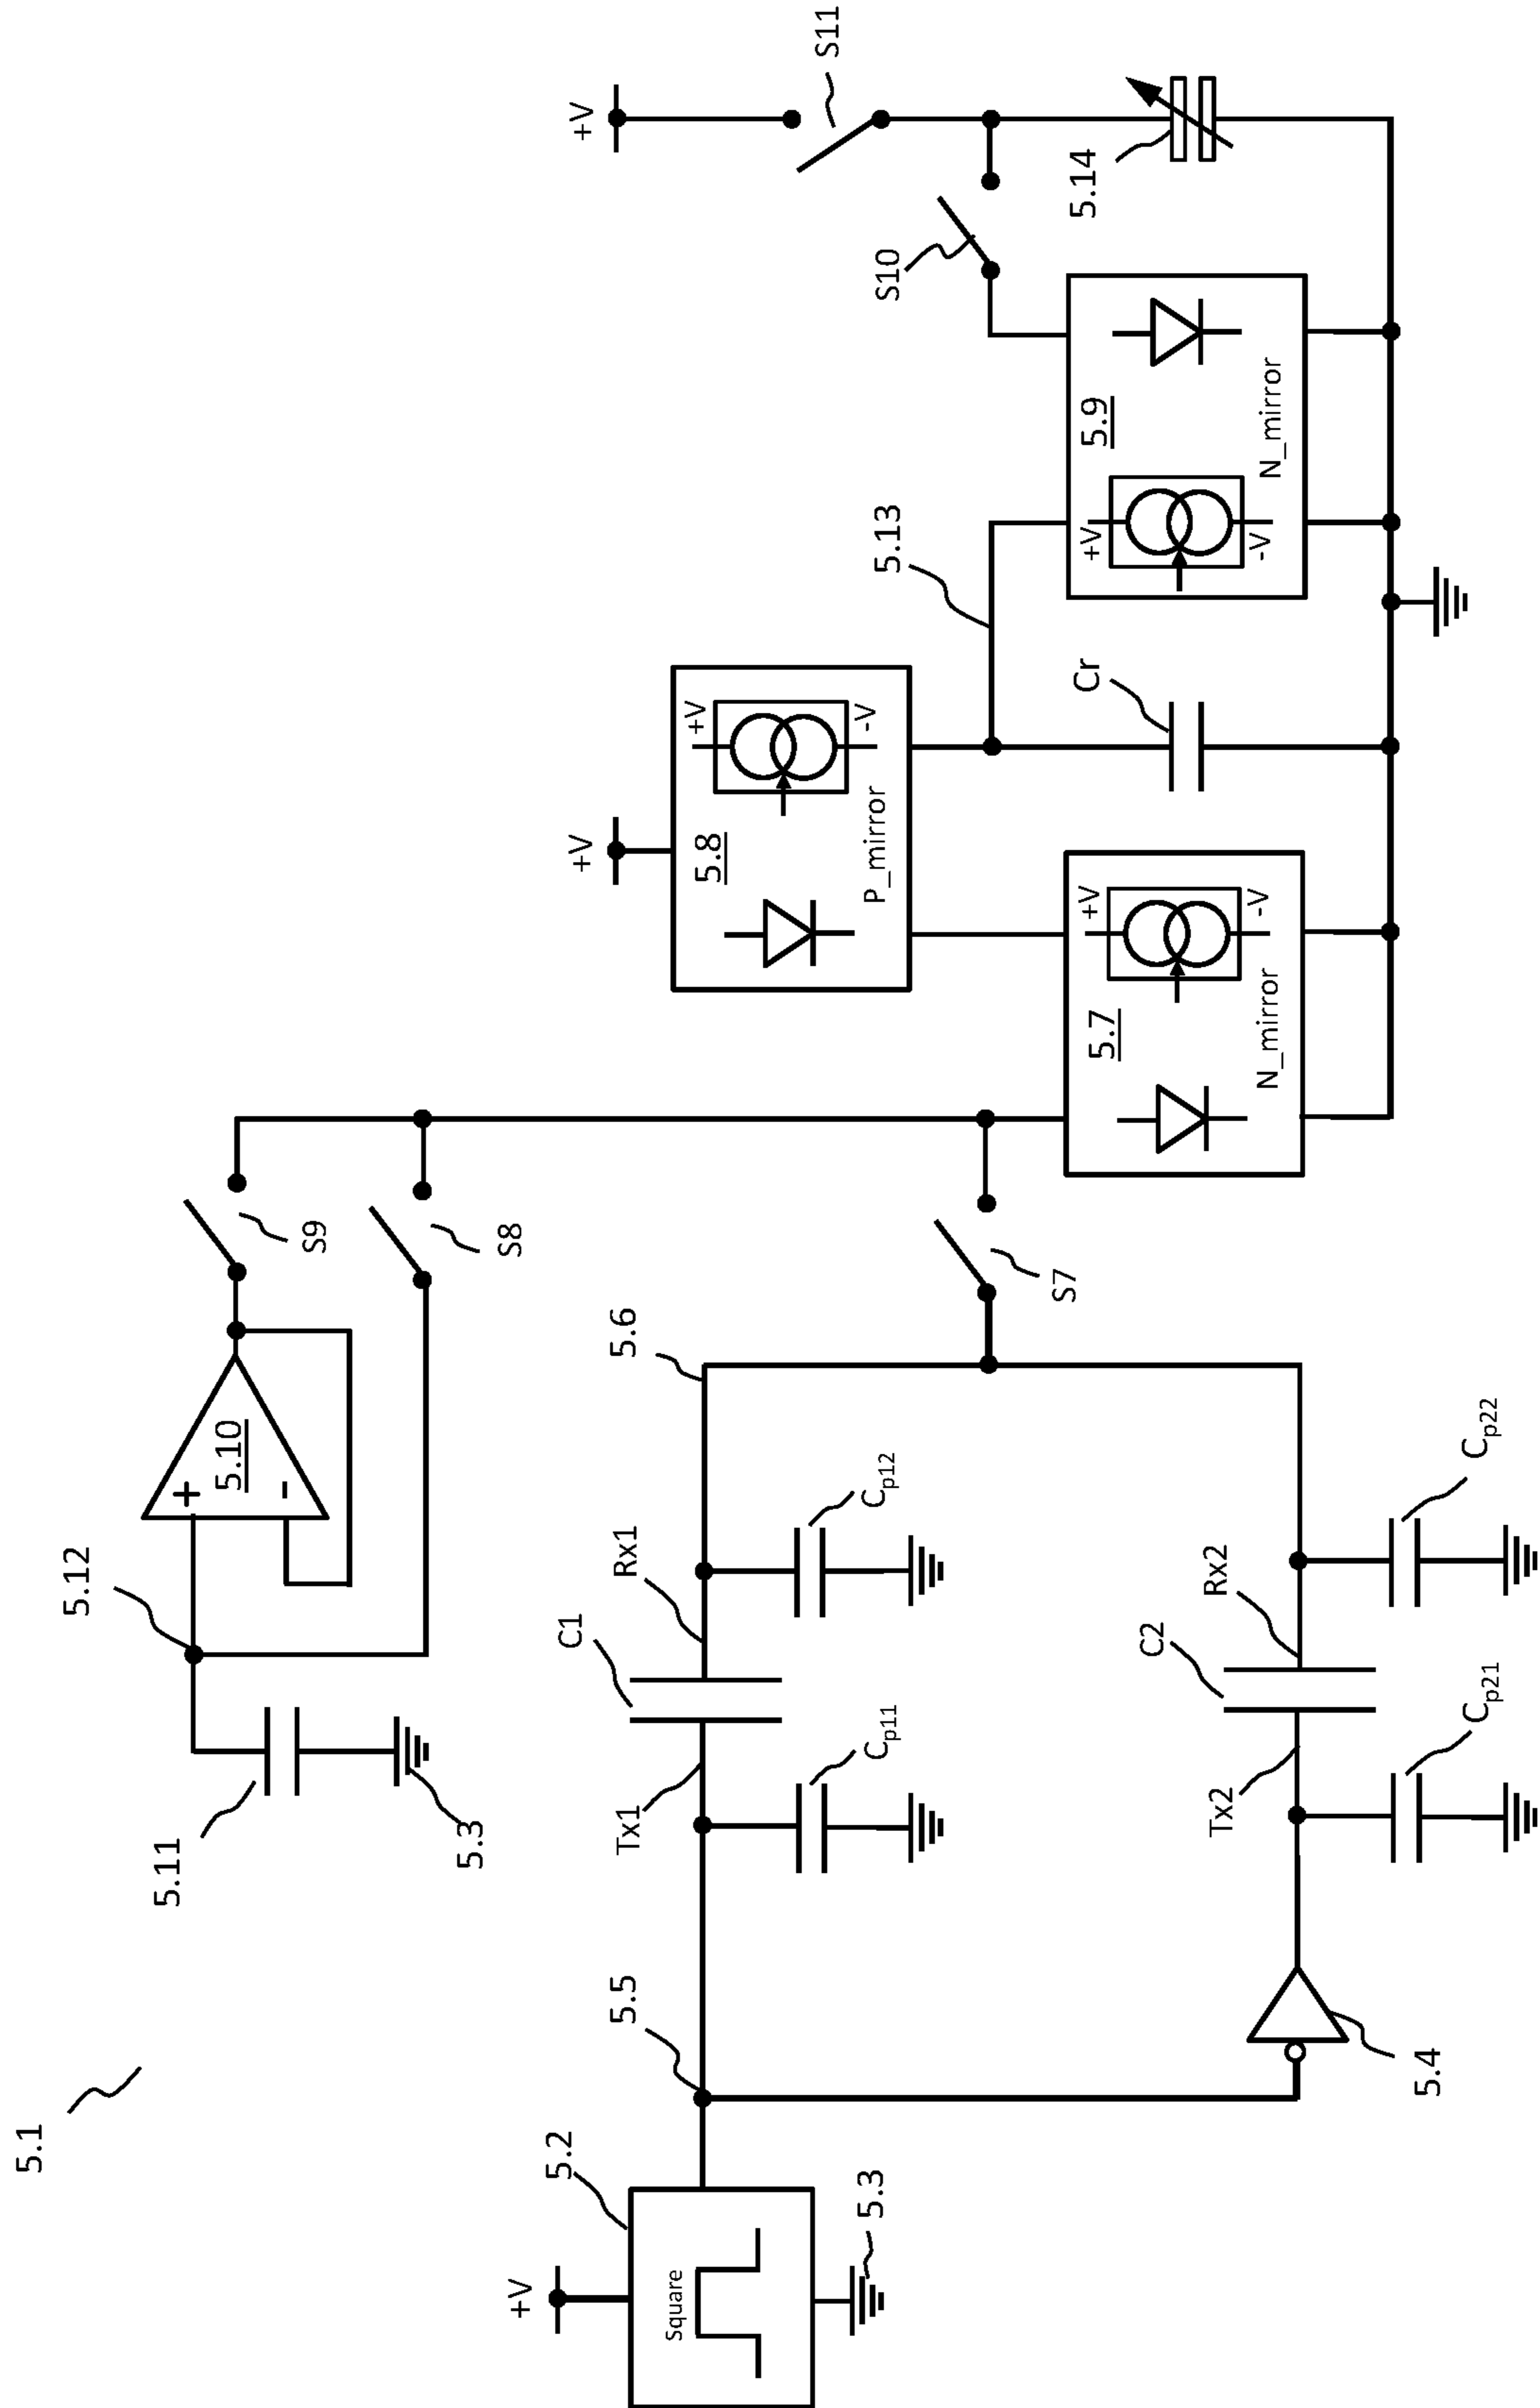 5.1
+V
Square
5.2
5.3
5.5
5.4
5.11
5.3
5.12
+
-
5.10
S9
S8
Tx1
Cp11
C1
Rx1
Cp12
5.6
S7
Tx2
Cp21
C2
Rx2
Cp22
+V
5.8
P_mirror
+V
-V
5.7
N_mirror
+V
-V
Cr
5.13
+V
-V
5.9
N_mirror
S10
+V
S11
5.14